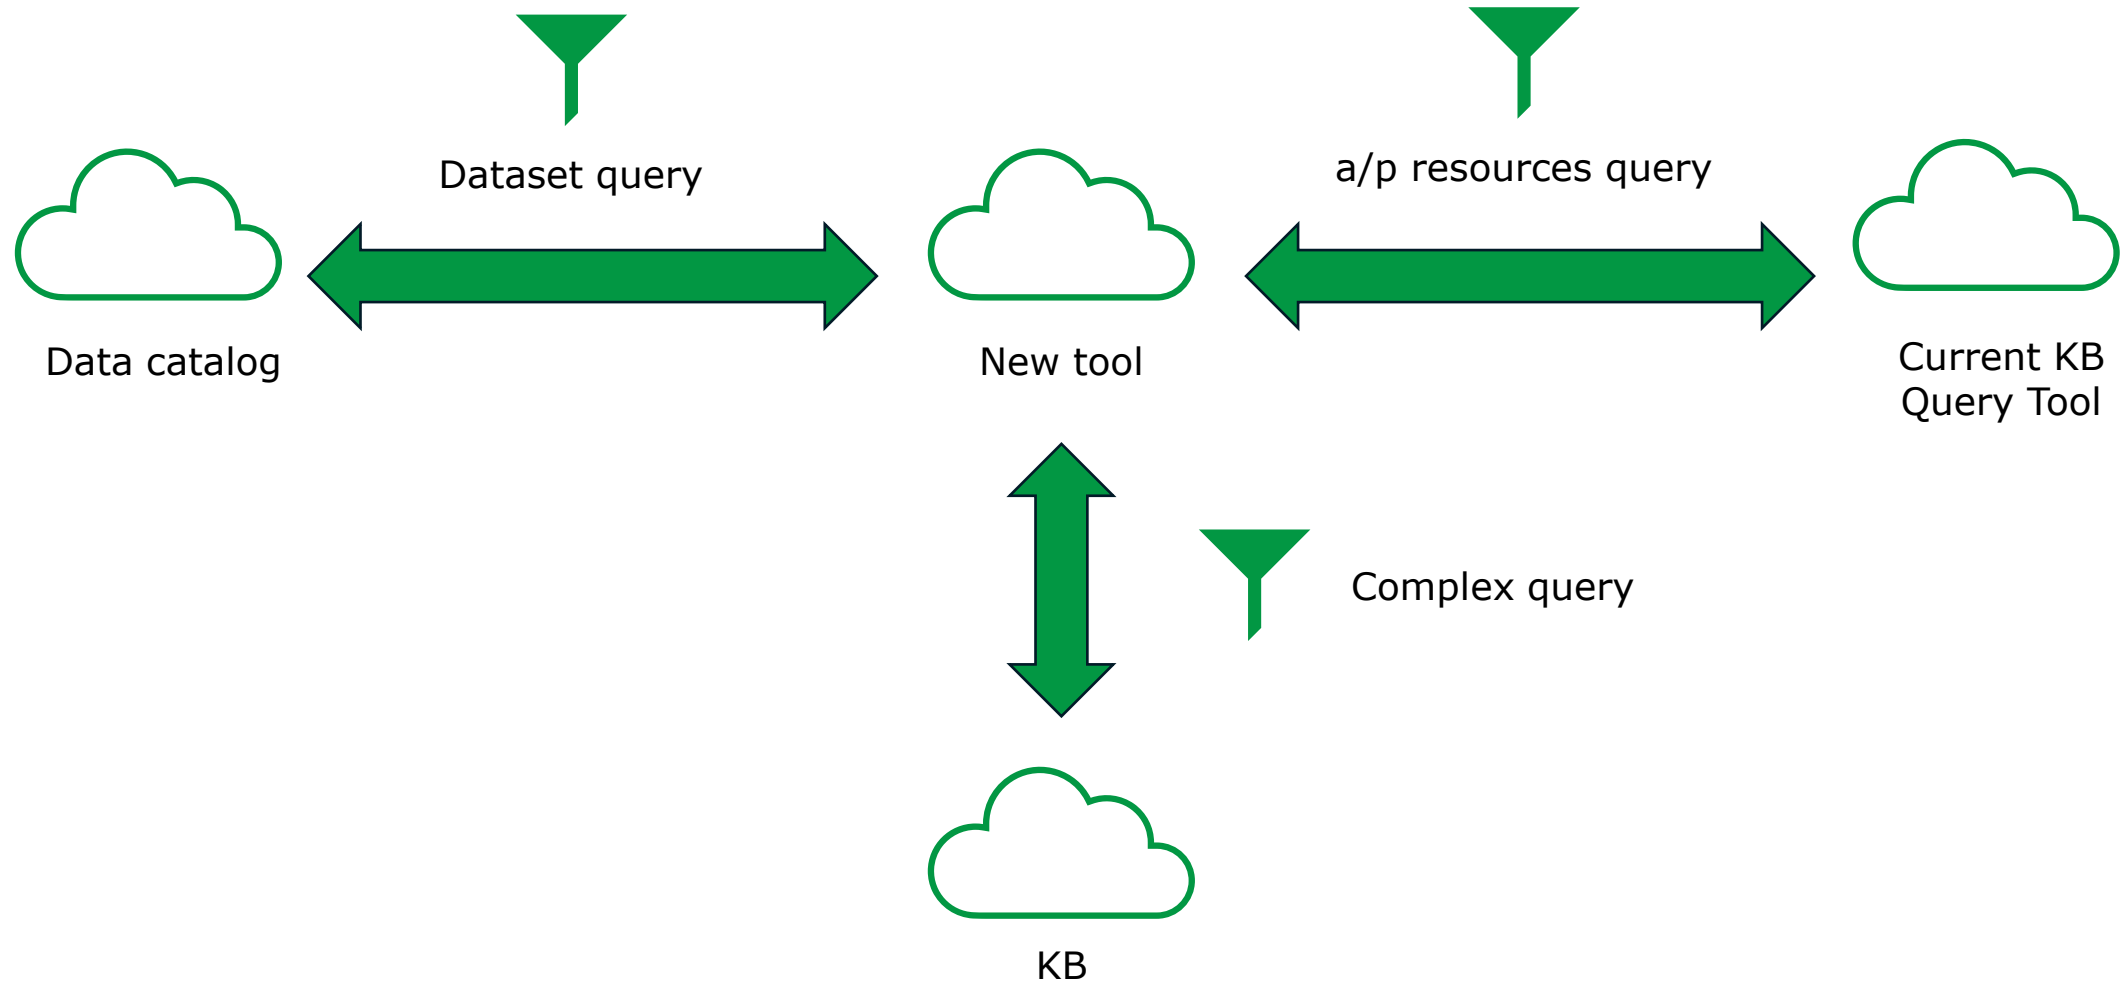 Dataset query
a/p resources query
Data catalog
New tool
Current KB
Query Tool
Complex query
KB